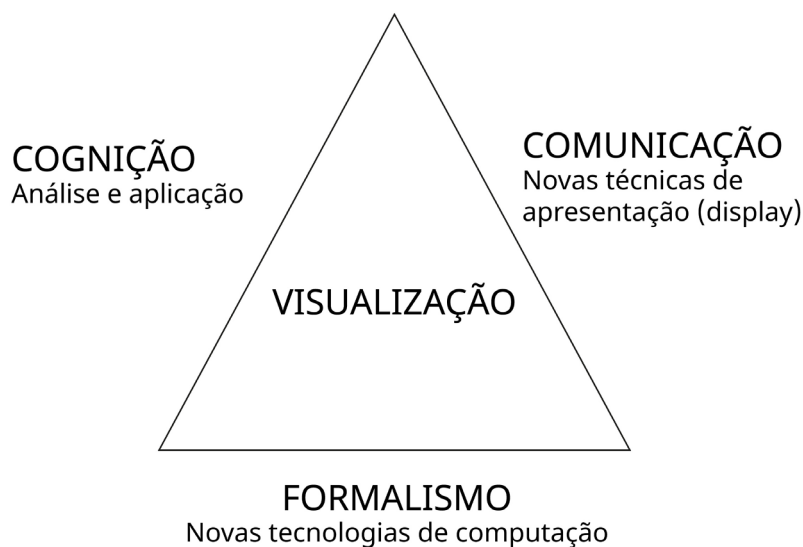 COGNIÇÃO
Análise e aplicação
COMUNICAÇÃO
Novas técnicas de
apresentação (display)
VISUALIZAÇÃO
FORMALISMO
Novas tecnologias de computação